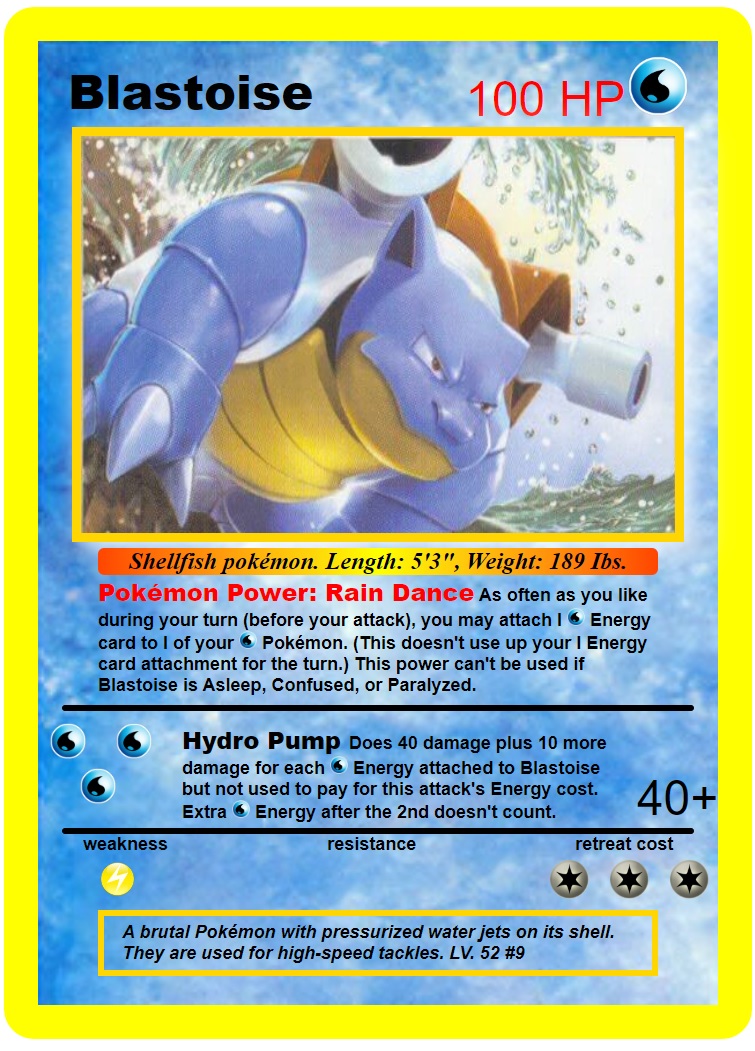 Blastoise
100 HP
Shellfish pokémon. Length: 5'3", Weight: 189 Ibs.
Pokémon Power: Rain Dance As often as you like
during your turn (before your attack), you may attach I Energy
card to I of your Pokémon. (This doesn't use up your I Energy
card attachment for the turn.) This power can't be used if
Blastoise is Asleep, Confused, or Paralyzed.
Hydro Pump Does 40 damage plus 10 more
damage for each Energy attached to Blastoise
but not used to pay for this attack's Energy cost.
Extra Energy after the 2nd doesn't count.
40+
weakness resistance retreat cost
A brutal Pokémon with pressurized water jets on its shell.
They are used for high-speed tackles. LV. 52 #9